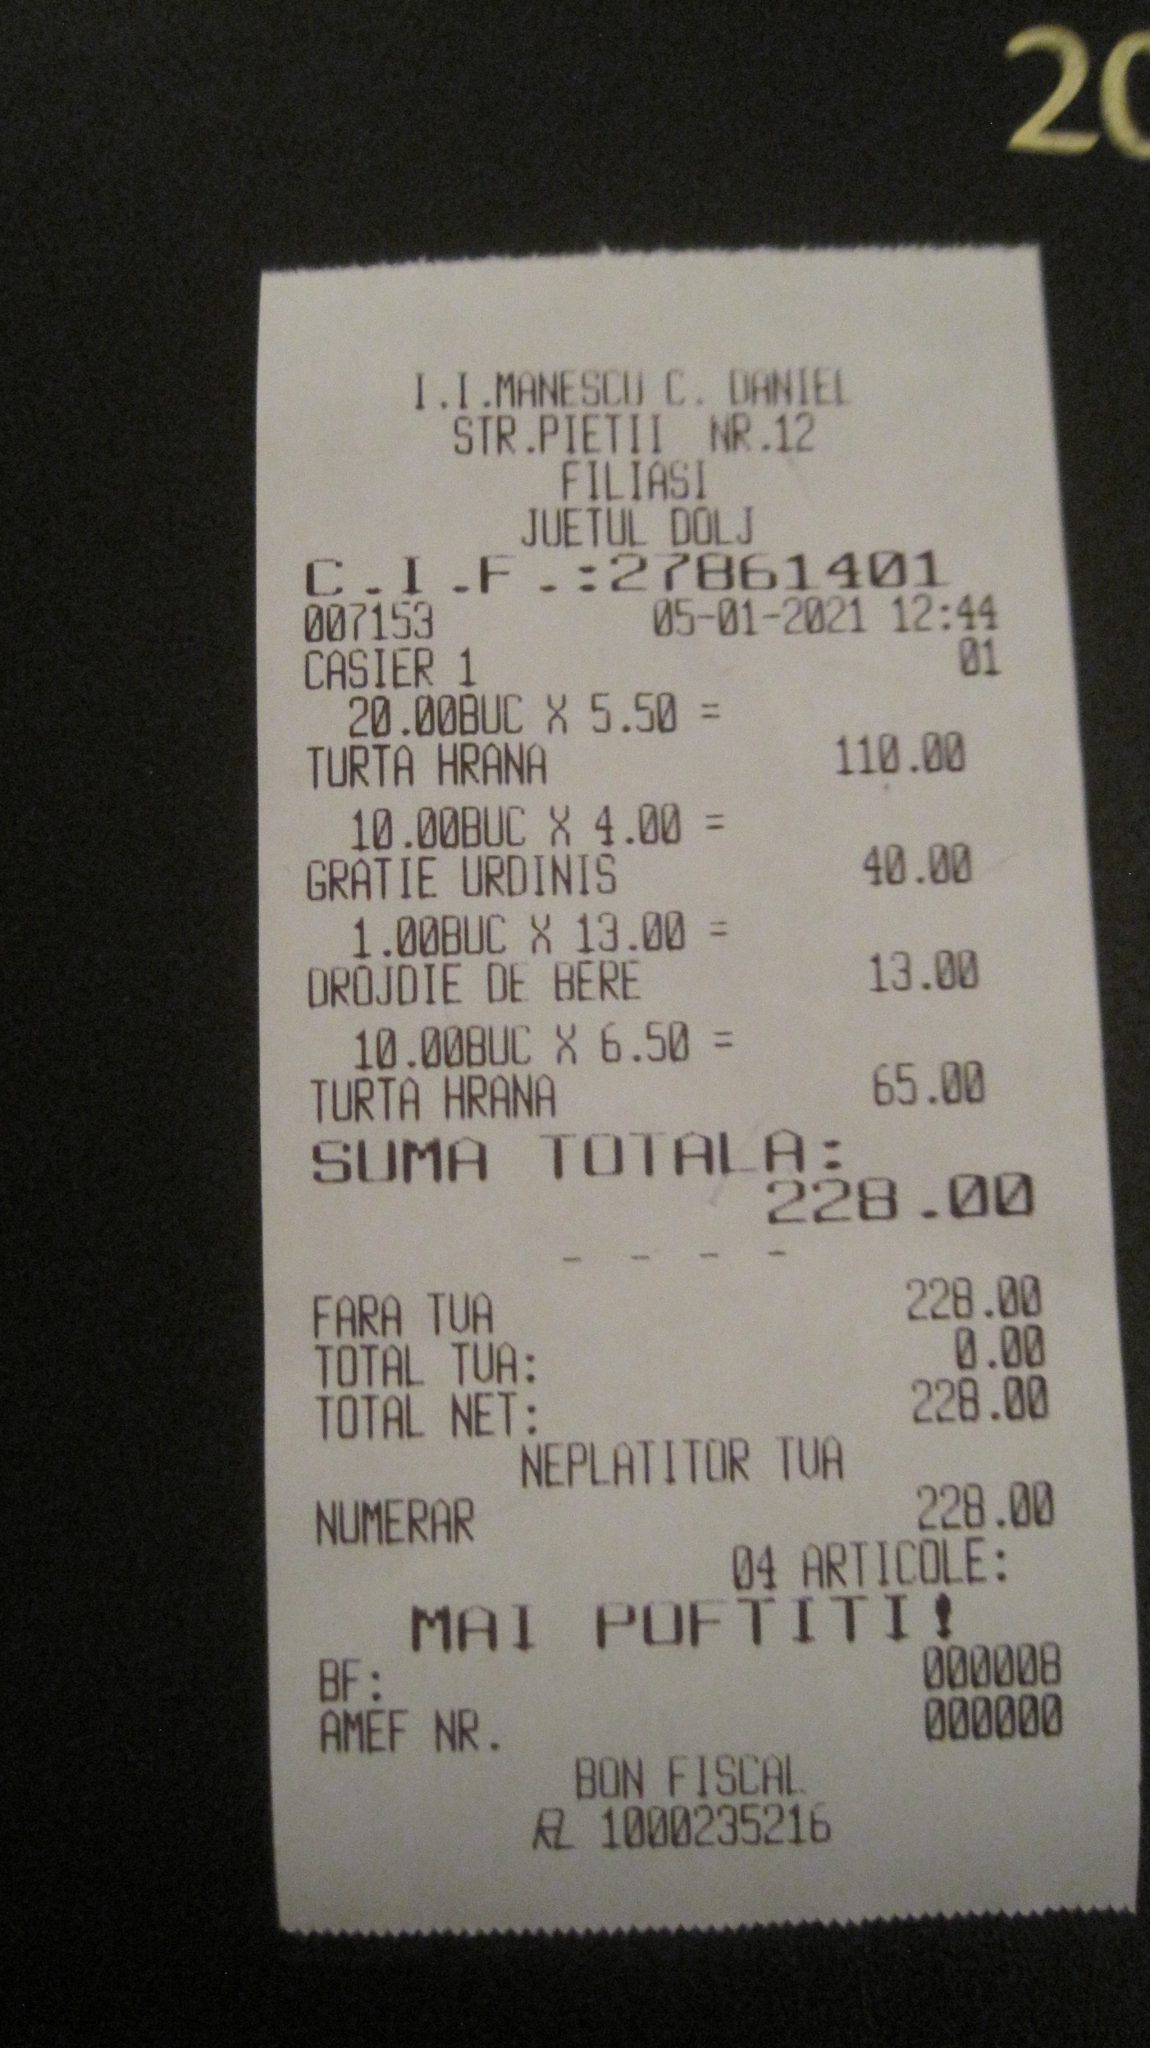 20
I.I.MANESCU C. DANIEL
STR.PIETII NR.12
FILIASI
JUETUL DOLJ
C.I.F.:27861401
007153 05-01-2021 12:44
CASIER 1 01
20.00BUC X 5.50 =
TURTA HRANA 110.00
10.00BUC X 4.00 =
GRATIE URDINIS 40.00
1.00BUC X 13.00 =
DROJDIE DE BERE 13.00
10.00BUC X 6.50 =
TURTA HRANA 65.00
SUMA TOTALA:
228.00
- - - -
FARA TVA 228.00
TOTAL TVA: 0.00
TOTAL NET: 228.00
NEPLATITOR TVA
NUMERAR 228.00
04 ARTICOLE:
MAI POFTITI!
BF: 000008
AMEF NR. 000000
BON FISCAL
1000235216